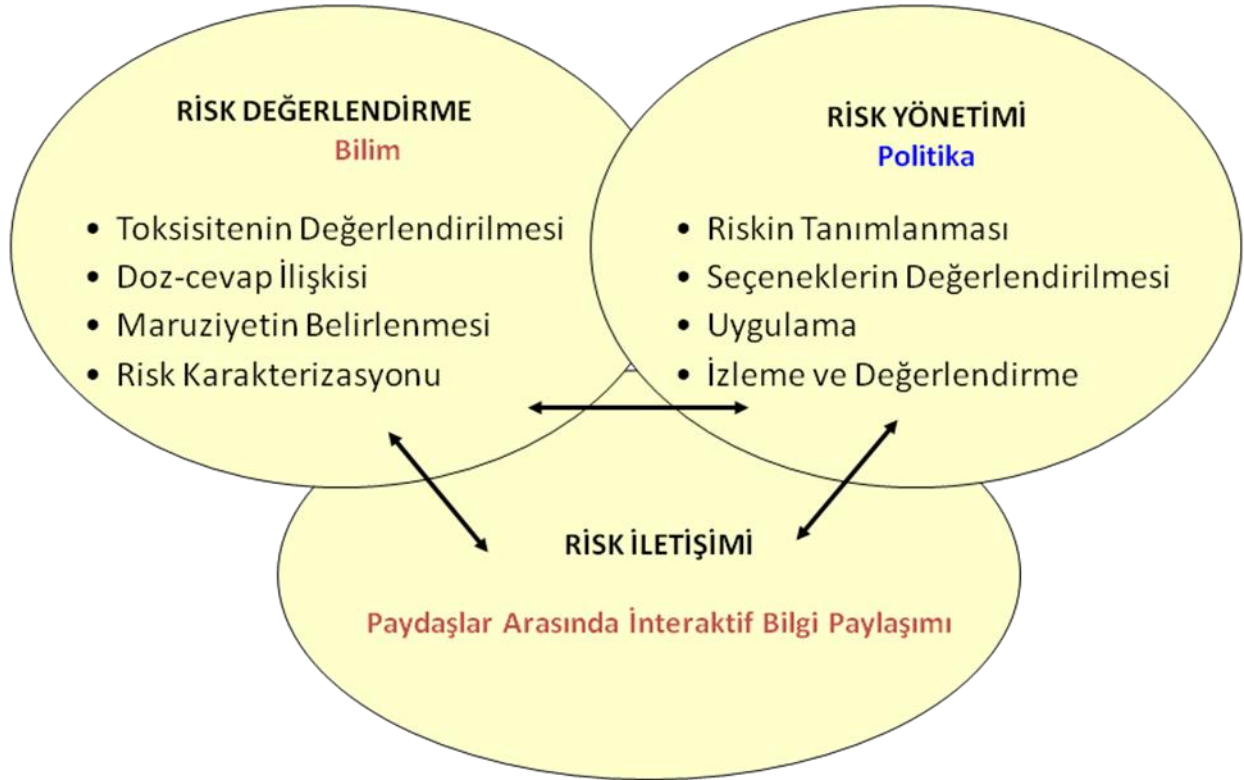 RİSK DEĞERLENDİRME
Bilim
• Toksisitenin Değerlendirilmesi
• Doz-cevap İlişkisi
• Maruziyetin Belirlenmesi
• Risk Karakterizasyonu
RİSK YÖNETİMİ
Politika
• Riskin Tanımlanması
• Seçeneklerin Değerlendirilmesi
• Uygulama
• İzleme ve Değerlendirme
RİSK İLETİŞİMİ
Paydaşlar Arasında İnteraktif Bilgi Paylaşımı